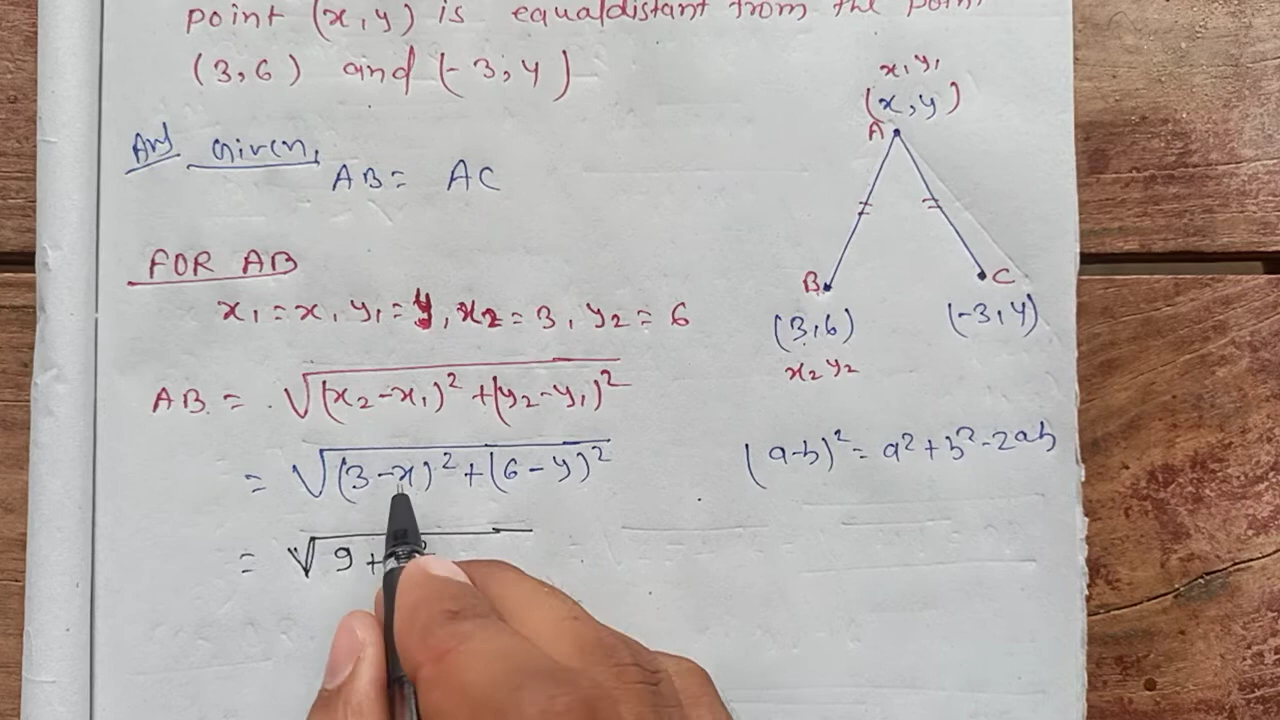 point (x,y) is equaldistant from the point
(3,6) and (-3,4)
Ans Given,
AB = AC
FOR AB
x₁=x, y₁=y, x₂=3, y₂=6
AB = √(x₂-x₁)²+(y₂-y₁)²
= √(3-x)²+(6-y)²
= √9+
x₁y₁
(x,y)
A
B
C
(3,6)
(-3,4)
x₂ y₂
(a-b)² = a²+b²-2ab